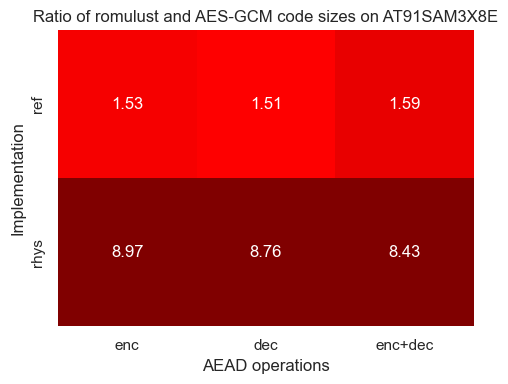 Ratio of romulust and AES-GCM code sizes on AT91SAM3X8E
Implementation
ref
1.53 1.51 1.59
rhys
8.97 8.76 8.43
enc dec enc+dec
AEAD operations